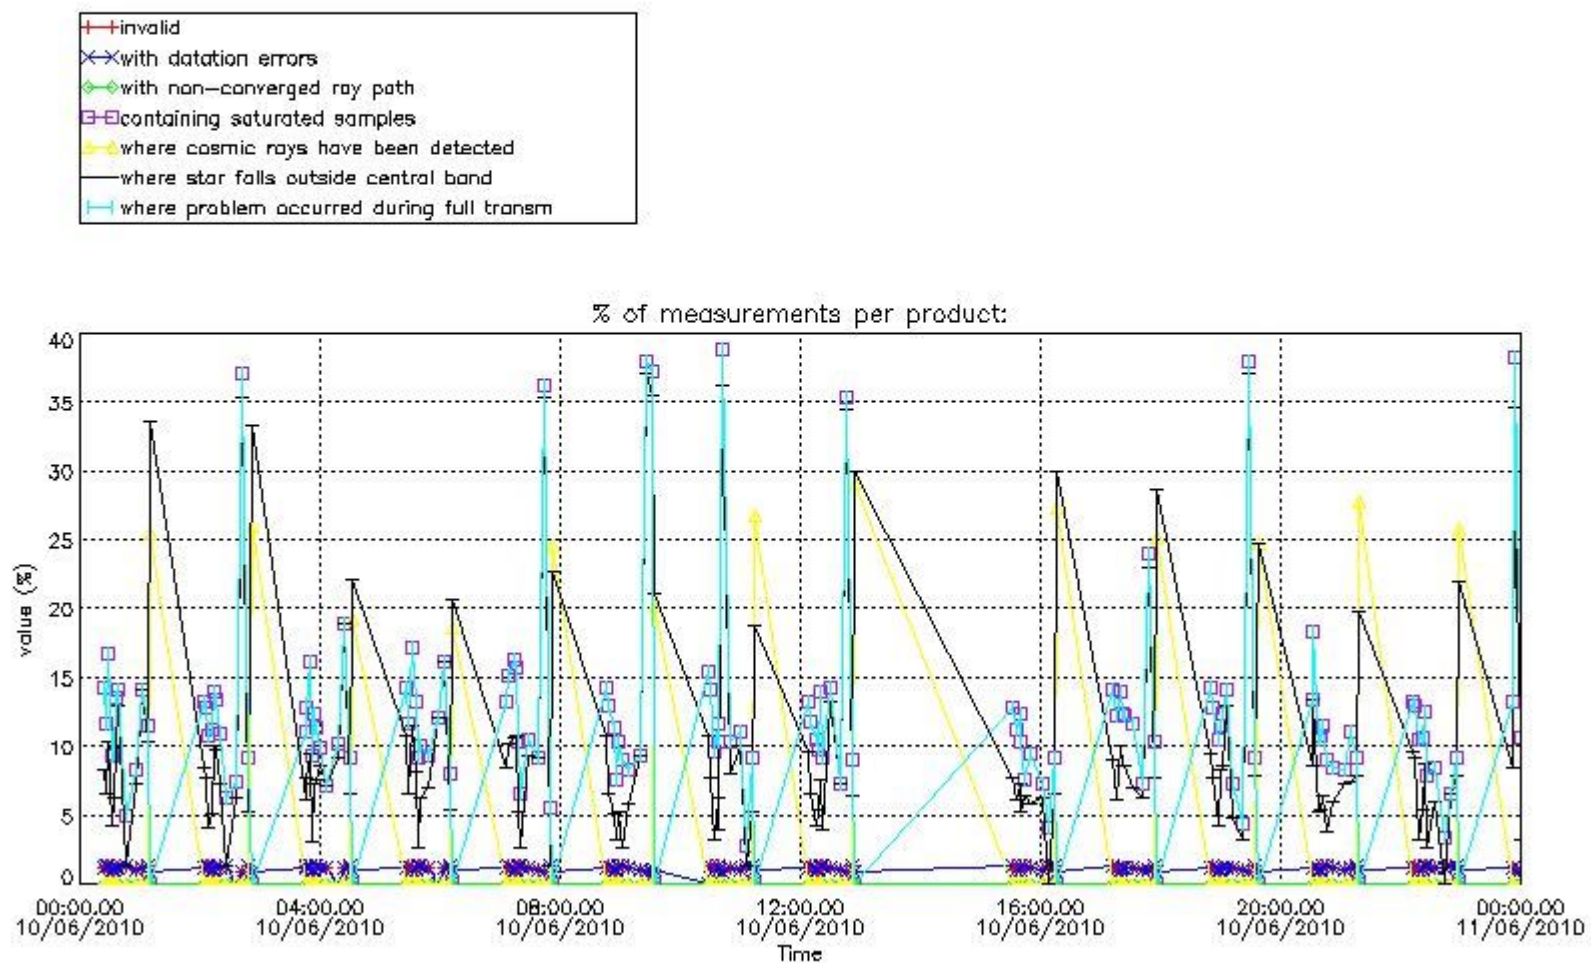 invalid
with datation errors
with non-converged ray path
containing saturated samples
where cosmic rays have been detected
where star falls outside central band
where problem occurred during full transm
% of measurements per product:
40
35
30
25
20
15
10
5
0
value (%)
00:00:00 04:00:00 08:00:00 12:00:00 16:00:00 20:00:00 00:00:00
10/06/2010 10/06/2010 10/06/2010 10/06/2010 10/06/2010 10/06/2010 11/06/2010
Time